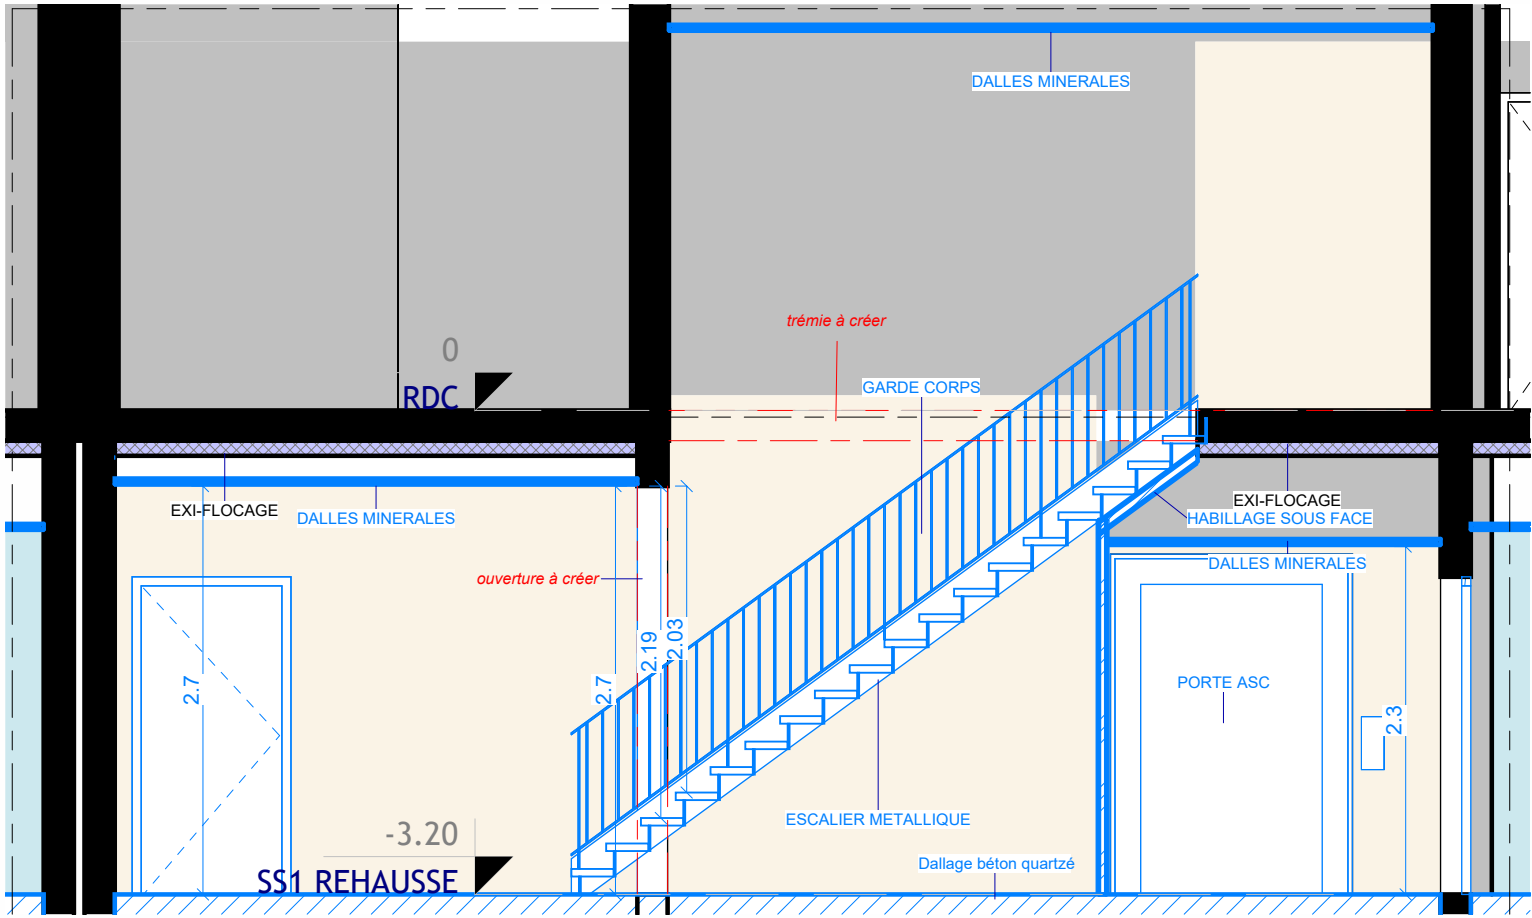 DALLES MINERALES
trémie à créer
0
RDC
GARDE CORPS
EXI-FLOCAGE
DALLES MINERALES
EXI-FLOCAGE
HABILLAGE SOUS FACE
DALLES MINERALES
ouverture à créer
2.7
2.7
2.19
2.03
PORTE ASC
2.3
ESCALIER METALLIQUE
-3.20
SS1 REHAUSSE
Dallage béton quartzé